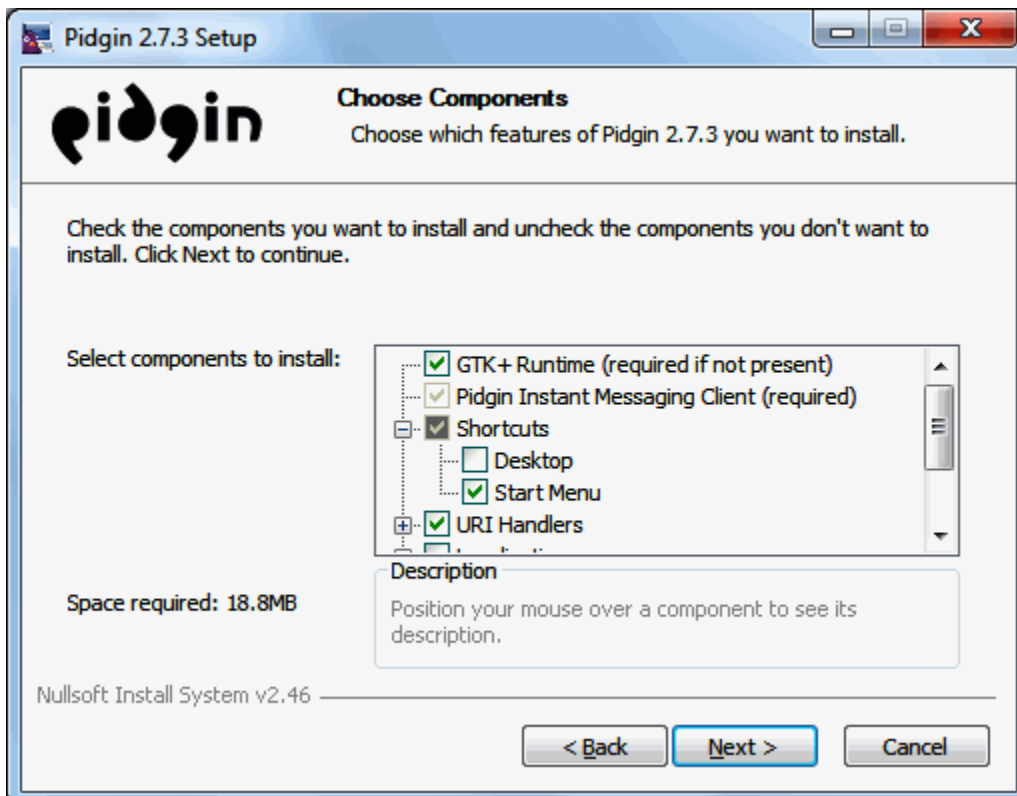 Pidgin 2.7.3 Setup
pidgin
Choose Components
Choose which features of Pidgin 2.7.3 you want to install.
Check the components you want to install and uncheck the components you don't want to
install. Click Next to continue.
Select components to install:
GTK+ Runtime (required if not present)
Pidgin Instant Messaging Client (required)
Shortcuts
Desktop
Start Menu
URI Handlers
Space required: 18.8MB
Description
Position your mouse over a component to see its
description.
Nullsoft Install System v2.46
< Back
Next >
Cancel